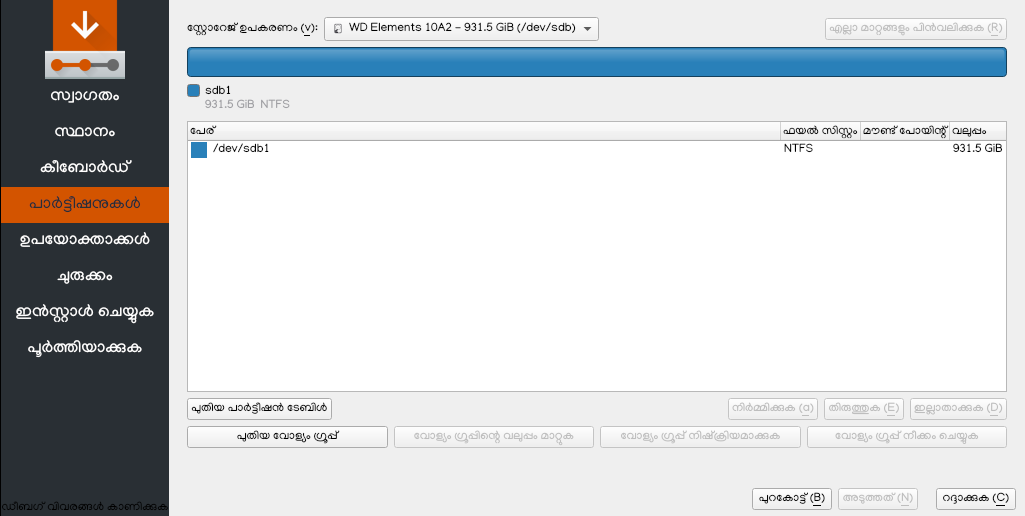 സ്വാഗതം
സ്ഥാനം
കീബോർഡ്
പാർട്ടീഷനുകൾ
ഉപയോക്താക്കൾ
ചുരുക്കം
ഇൻസ്റ്റാൾ ചെയ്യുക
പൂർത്തിയാക്കുക
ഡീബഗ് വിവരങ്ങൾ കാണിക്കുക
സ്റ്റോറേജ് ഉപകരണം (v): WD Elements 10A2 – 931.5 GiB (/dev/sdb) എല്ലാ മാറ്റങ്ങളും പിൻവലിക്കുക (R)
sdb1
931.5 GiB NTFS
പേര് ഫയൽ സിസ്റ്റം മൗണ്ട് പോയിന്റ് വലുപ്പം
/dev/sdb1 NTFS 931.5 GiB
പുതിയ പാർട്ടീഷൻ ടേബിൾ നിർമ്മിക്കുക (a) തിരുത്തുക (E) ഇല്ലാതാക്കുക (D)
പുതിയ വോള്യം ഗ്രൂപ്പ് വോള്യം ഗ്രൂപ്പിന്റെ വലുപ്പം മാറ്റുക വോള്യം ഗ്രൂപ്പ് നിഷ്ക്രിയമാക്കുക വോള്യം ഗ്രൂപ്പ് നീക്കം ചെയ്യുക
പുറകോട്ട് (B) അടുത്തത് (N) റദ്ദാക്കുക (C)